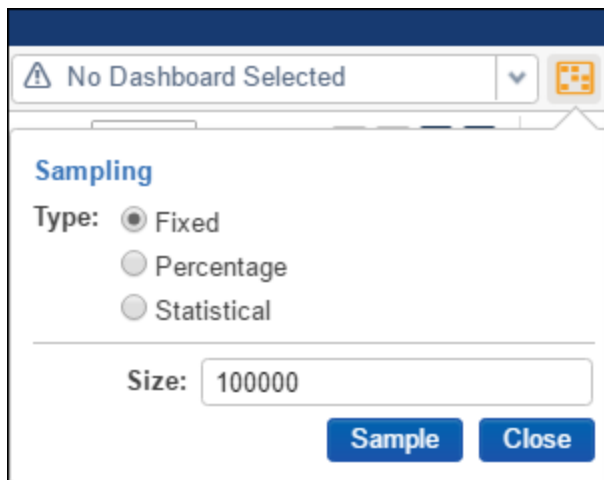 No Dashboard Selected
Sampling
Type: Fixed
Percentage
Statistical
Size: 100000
Sample Close